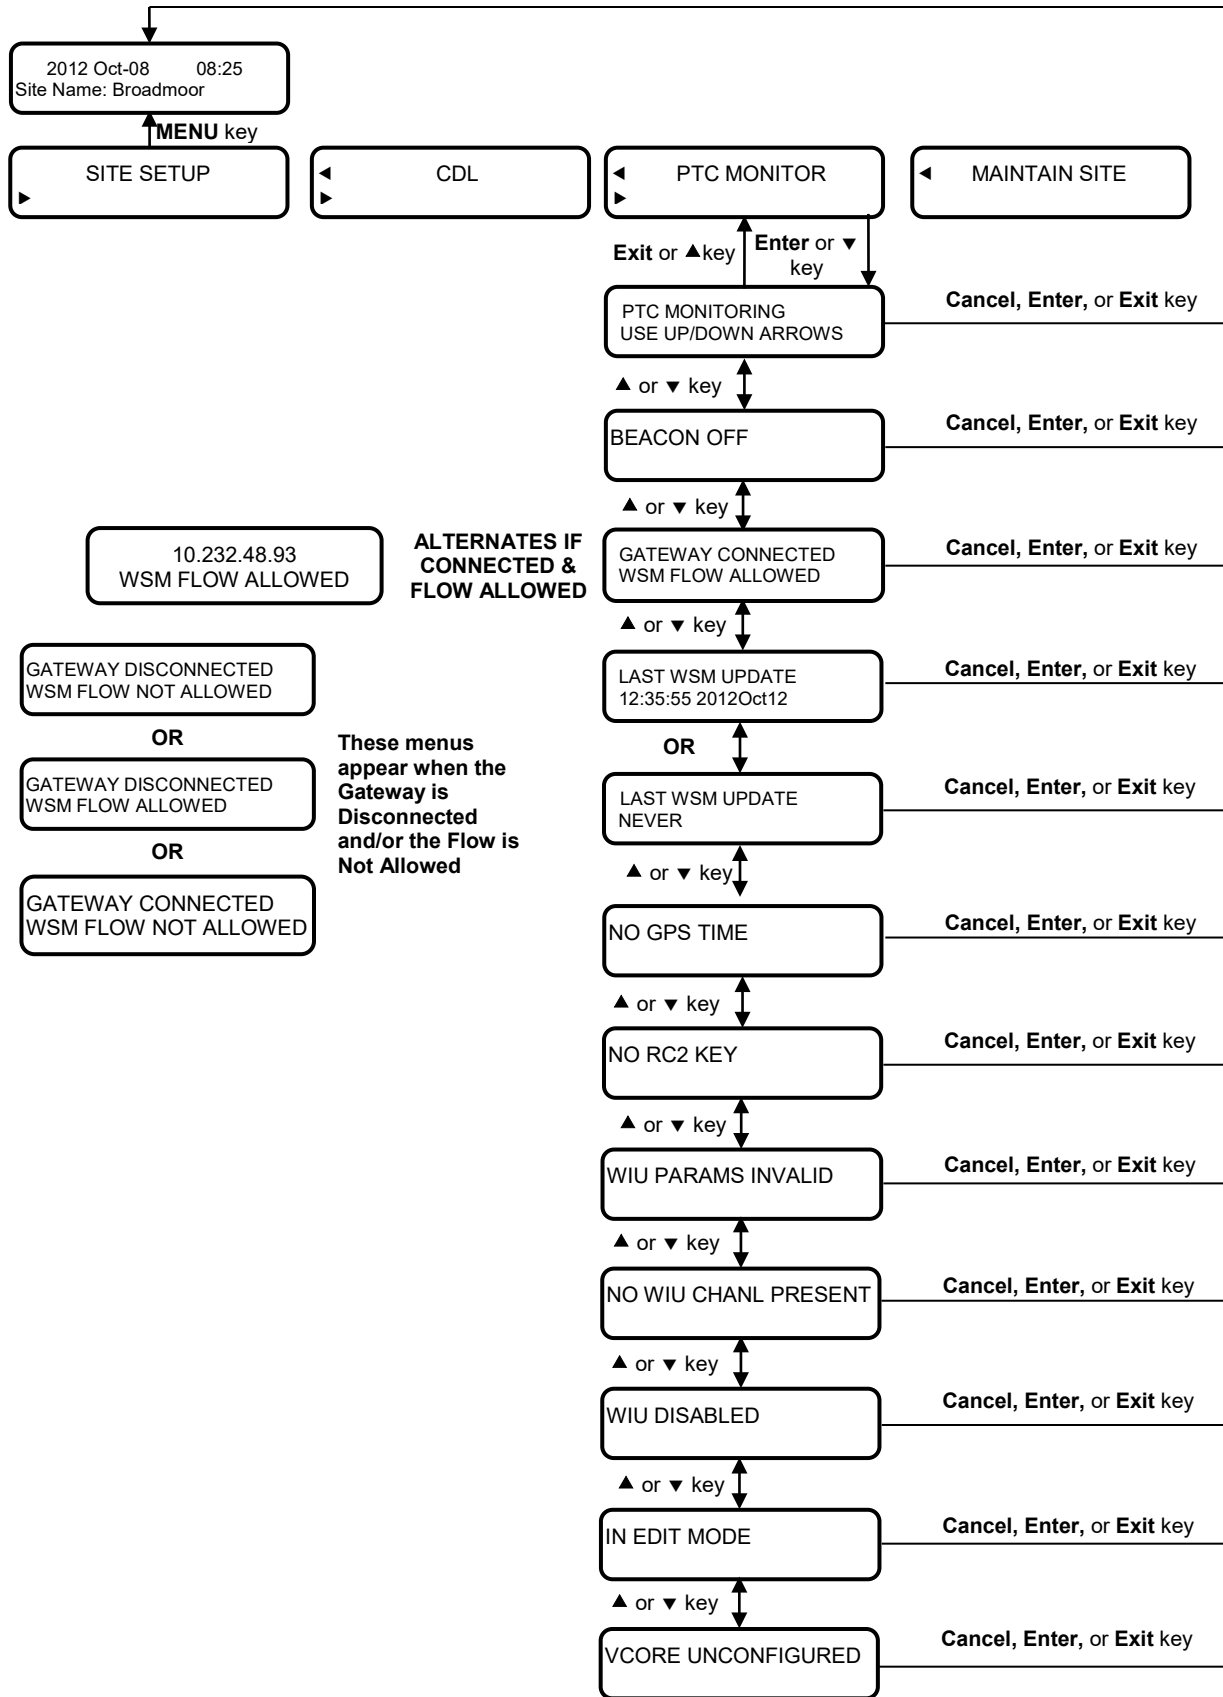 2012 Oct-08 08:25
Site Name: Broadmoor
MENU key
SITE SETUP
►
◄ CDL
►
◄ PTC MONITOR
►
◄ MAINTAIN SITE
Exit or ▲key
Enter or ▼
key
PTC MONITORING
USE UP/DOWN ARROWS
Cancel, Enter, or Exit key
▲ or ▼ key
BEACON OFF
Cancel, Enter, or Exit key
▲ or ▼ key
10.232.48.93
WSM FLOW ALLOWED
ALTERNATES IF
CONNECTED &
FLOW ALLOWED
GATEWAY CONNECTED
WSM FLOW ALLOWED
Cancel, Enter, or Exit key
▲ or ▼ key
GATEWAY DISCONNECTED
WSM FLOW NOT ALLOWED
OR
GATEWAY DISCONNECTED
WSM FLOW ALLOWED
OR
GATEWAY CONNECTED
WSM FLOW NOT ALLOWED
These menus
appear when the
Gateway is
Disconnected
and/or the Flow is
Not Allowed
LAST WSM UPDATE
12:35:55 2012Oct12
Cancel, Enter, or Exit key
OR
LAST WSM UPDATE
NEVER
Cancel, Enter, or Exit key
▲ or ▼ key
NO GPS TIME
Cancel, Enter, or Exit key
▲ or ▼ key
NO RC2 KEY
Cancel, Enter, or Exit key
▲ or ▼ key
WIU PARAMS INVALID
Cancel, Enter, or Exit key
▲ or ▼ key
NO WIU CHANL PRESENT
Cancel, Enter, or Exit key
▲ or ▼ key
WIU DISABLED
Cancel, Enter, or Exit key
▲ or ▼ key
IN EDIT MODE
Cancel, Enter, or Exit key
▲ or ▼ key
VCORE UNCONFIGURED
Cancel, Enter, or Exit key